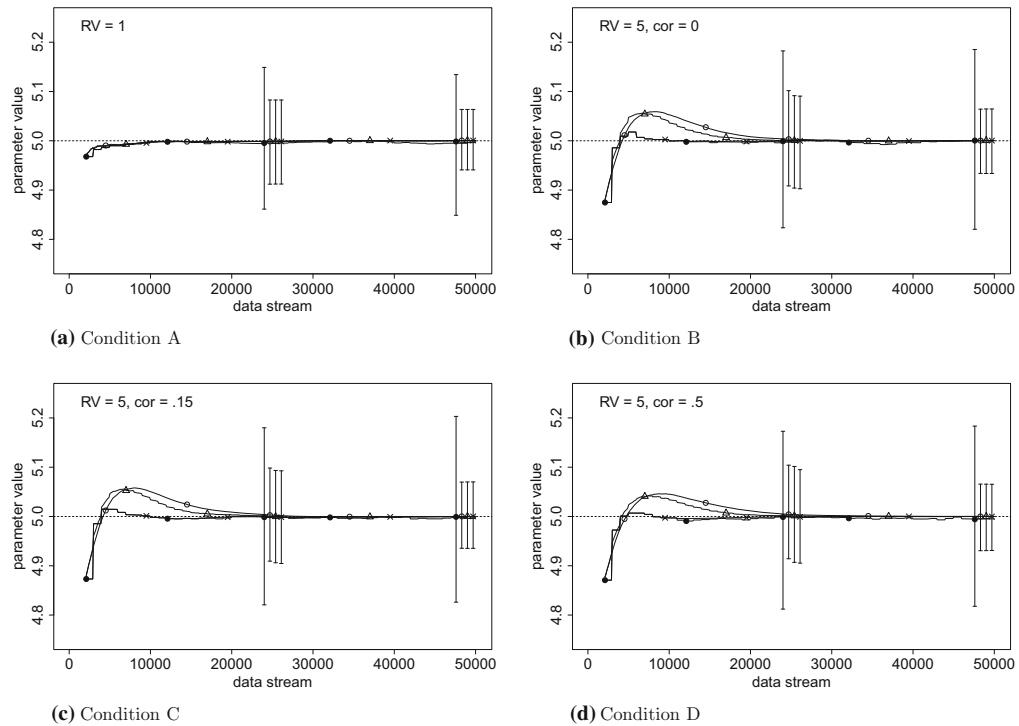 RV = 1
parameter value
5.2
5.1
5.0
4.9
4.8
0 10000 20000 30000 40000 50000
data stream
(a) Condition A
RV = 5, cor = 0
parameter value
5.2
5.1
5.0
4.9
4.8
0 10000 20000 30000 40000 50000
data stream
(b) Condition B
RV = 5, cor = .15
parameter value
5.2
5.1
5.0
4.9
4.8
0 10000 20000 30000 40000 50000
data stream
(c) Condition C
RV = 5, cor = .5
parameter value
5.2
5.1
5.0
4.9
4.8
0 10000 20000 30000 40000 50000
data stream
(d) Condition D